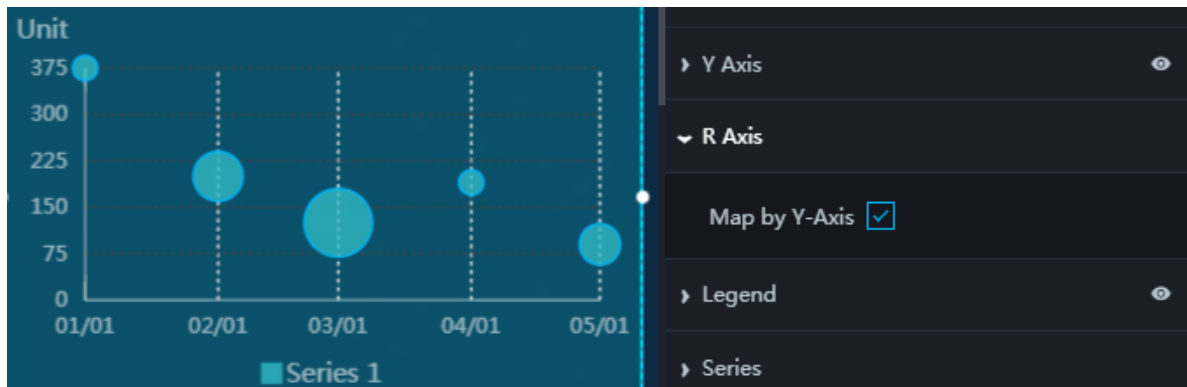 Unit
375
300
225
150
75
0
01/01 02/01 03/01 04/01 05/01
Series 1
Y Axis
R Axis
Map by Y-Axis
Legend
Series